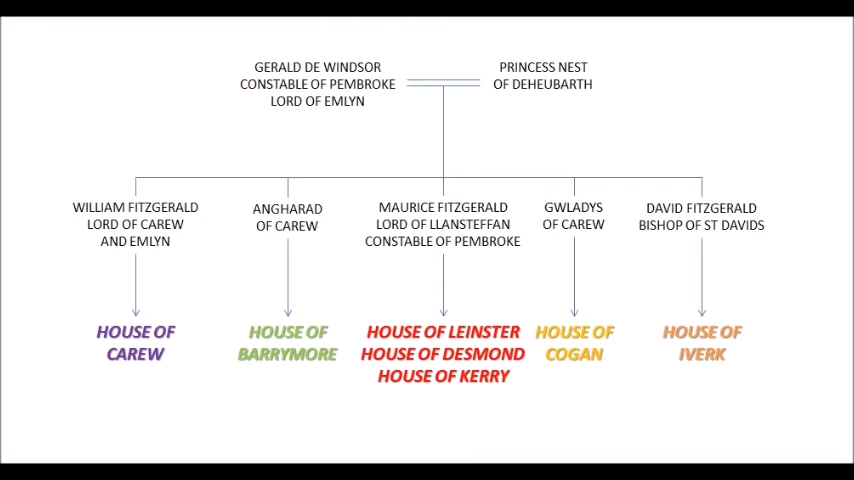 GERALD DE WINDSOR
CONSTABLE OF PEMBROKE
LORD OF EMLYN
PRINCESS NEST
OF DEHEUBARTH
WILLIAM FITZGERALD
LORD OF CAREW
AND EMLYN
ANGHARAD
OF CAREW
MAURICE FITZGERALD
LORD OF LLANSTEFFAN
CONSTABLE OF PEMBROKE
GWLADYS
OF CAREW
DAVID FITZGERALD
BISHOP OF ST DAVIDS
HOUSE OF
CAREW
HOUSE OF
BARRYMORE
HOUSE OF LEINSTER
HOUSE OF DESMOND
HOUSE OF KERRY
HOUSE OF
COGAN
HOUSE OF
IVERK